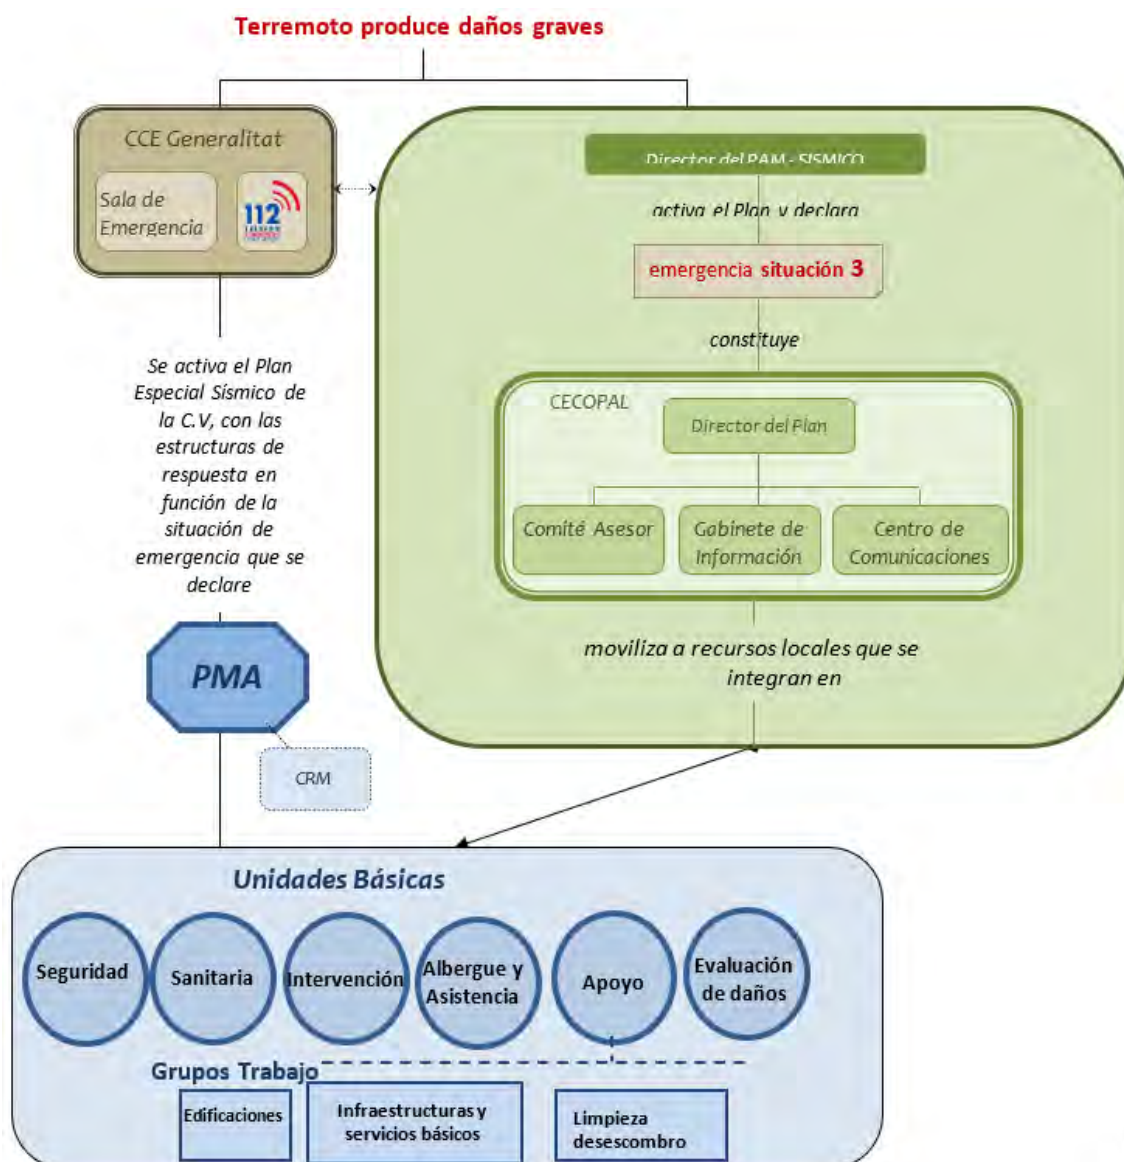 Terremoto produce daños graves
CCE Generalitat
Sala de
Emergencia
112
Director del PAM - SISMICO
activa el Plan y declara
emergencia situación 3
constituye
CECOPAL
Director del Plan
Comité Asesor
Gabinete de
Información
Centro de
Comunicaciones
moviliza a recursos locales que se
integran en
Se activa el Plan
Especial Sísmico de
la C.V, con las
estructuras de
respuesta en
función de la
situación de
emergencia que se
declare
PMA
CRM
Unidades Básicas
Seguridad
Sanitaria
Intervención
Albergue y
Asistencia
Apoyo
Evaluación
de daños
Grupos Trabajo
Edificaciones
Infraestructuras y
servicios básicos
Limpieza
desescombro